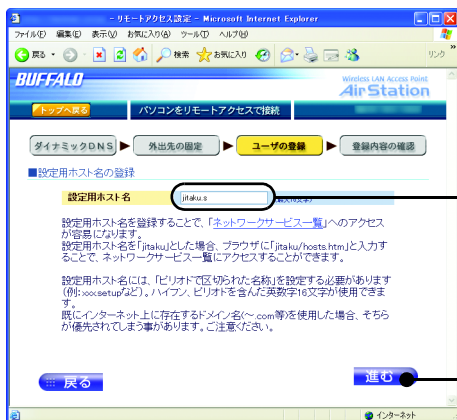 - リモートアクセス設定 - Microsoft Internet Explorer
ファイル(F) 編集(E) 表示(V) お気に入り(A) ツール(T) ヘルプ(H)
戻る 検索 お気に入り リンク
BUFFALO Wireless LAN Access Point
AirStation
トップへ戻る パソコンをリモートアクセスで接続
ダイナミックDNS 外出先の固定 ユーザの登録 登録内容の確認
■設定用ホスト名の登録
設定用ホスト名 jitaku.s
設定用ホスト名を登録することで、「ネットワークサービス一覧」へのアクセス
が容易になります。
設定用ホスト名を「jitaku」とした場合、ブラウザに「jitaku/hosts.htm」と入力す
ることで、ネットワークサービス一覧にアクセスすることができます。
設定用ホスト名には、「ピリオドで区切られた名称」を設定する必要があります
(例:xxx.setupなど)。ハイフン、ピリオドを含んだ英数字16文字が使用できま
す。
既にインターネット上に存在するドメイン名(~.com等)を使用した場合、そちら
が優先されてしまう事があります。ご注意ください。
戻る 進む
インターネット